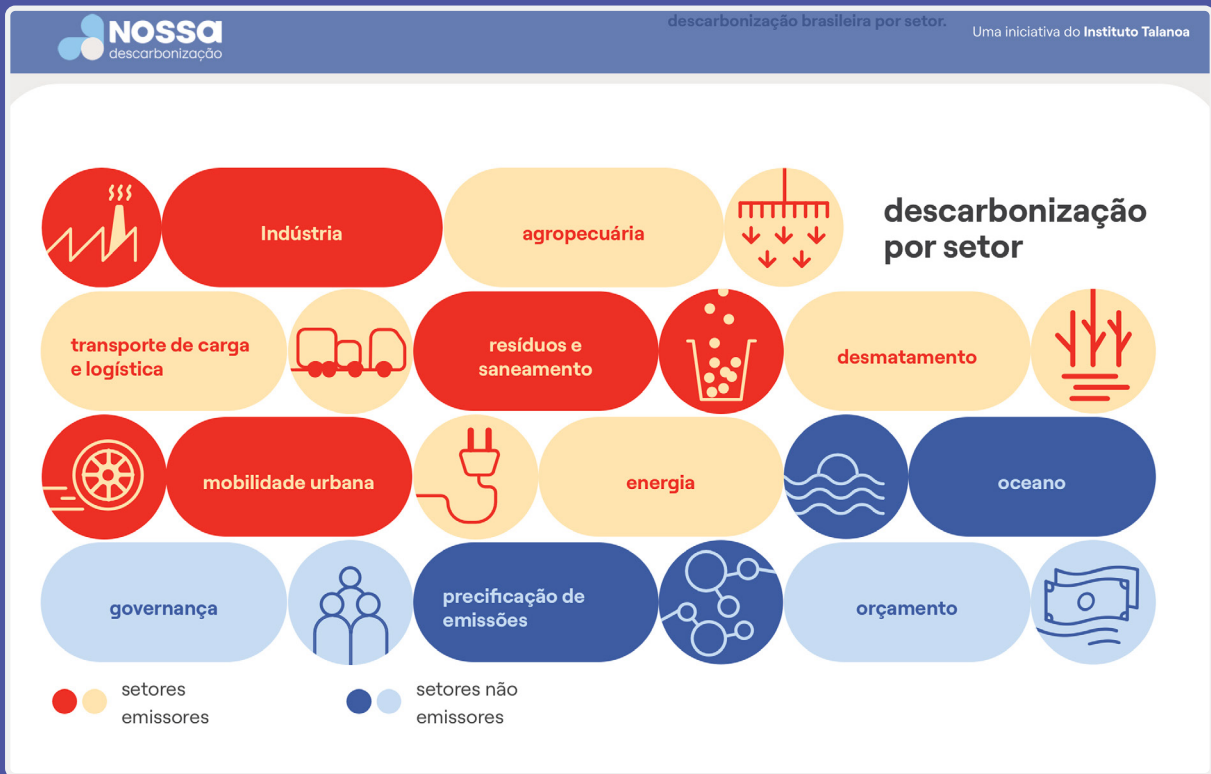 NOSSA
descarbonização
descarbonização brasileira por setor.
Uma iniciativa do Instituto Talanoa
Indústria
agropecuária
descarbonização
por setor
transporte de carga
e logística
resíduos e
saneamento
desmatamento
mobilidade urbana
energia
oceano
governança
precificação de
emissões
orçamento
setores
emissores
setores não
emissores